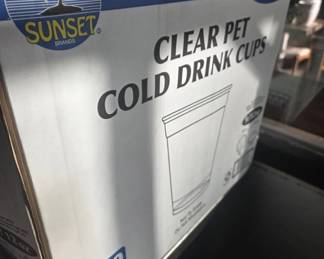 SUNSET
BRANDS
CLEAR PET
COLD DRINK CUPS